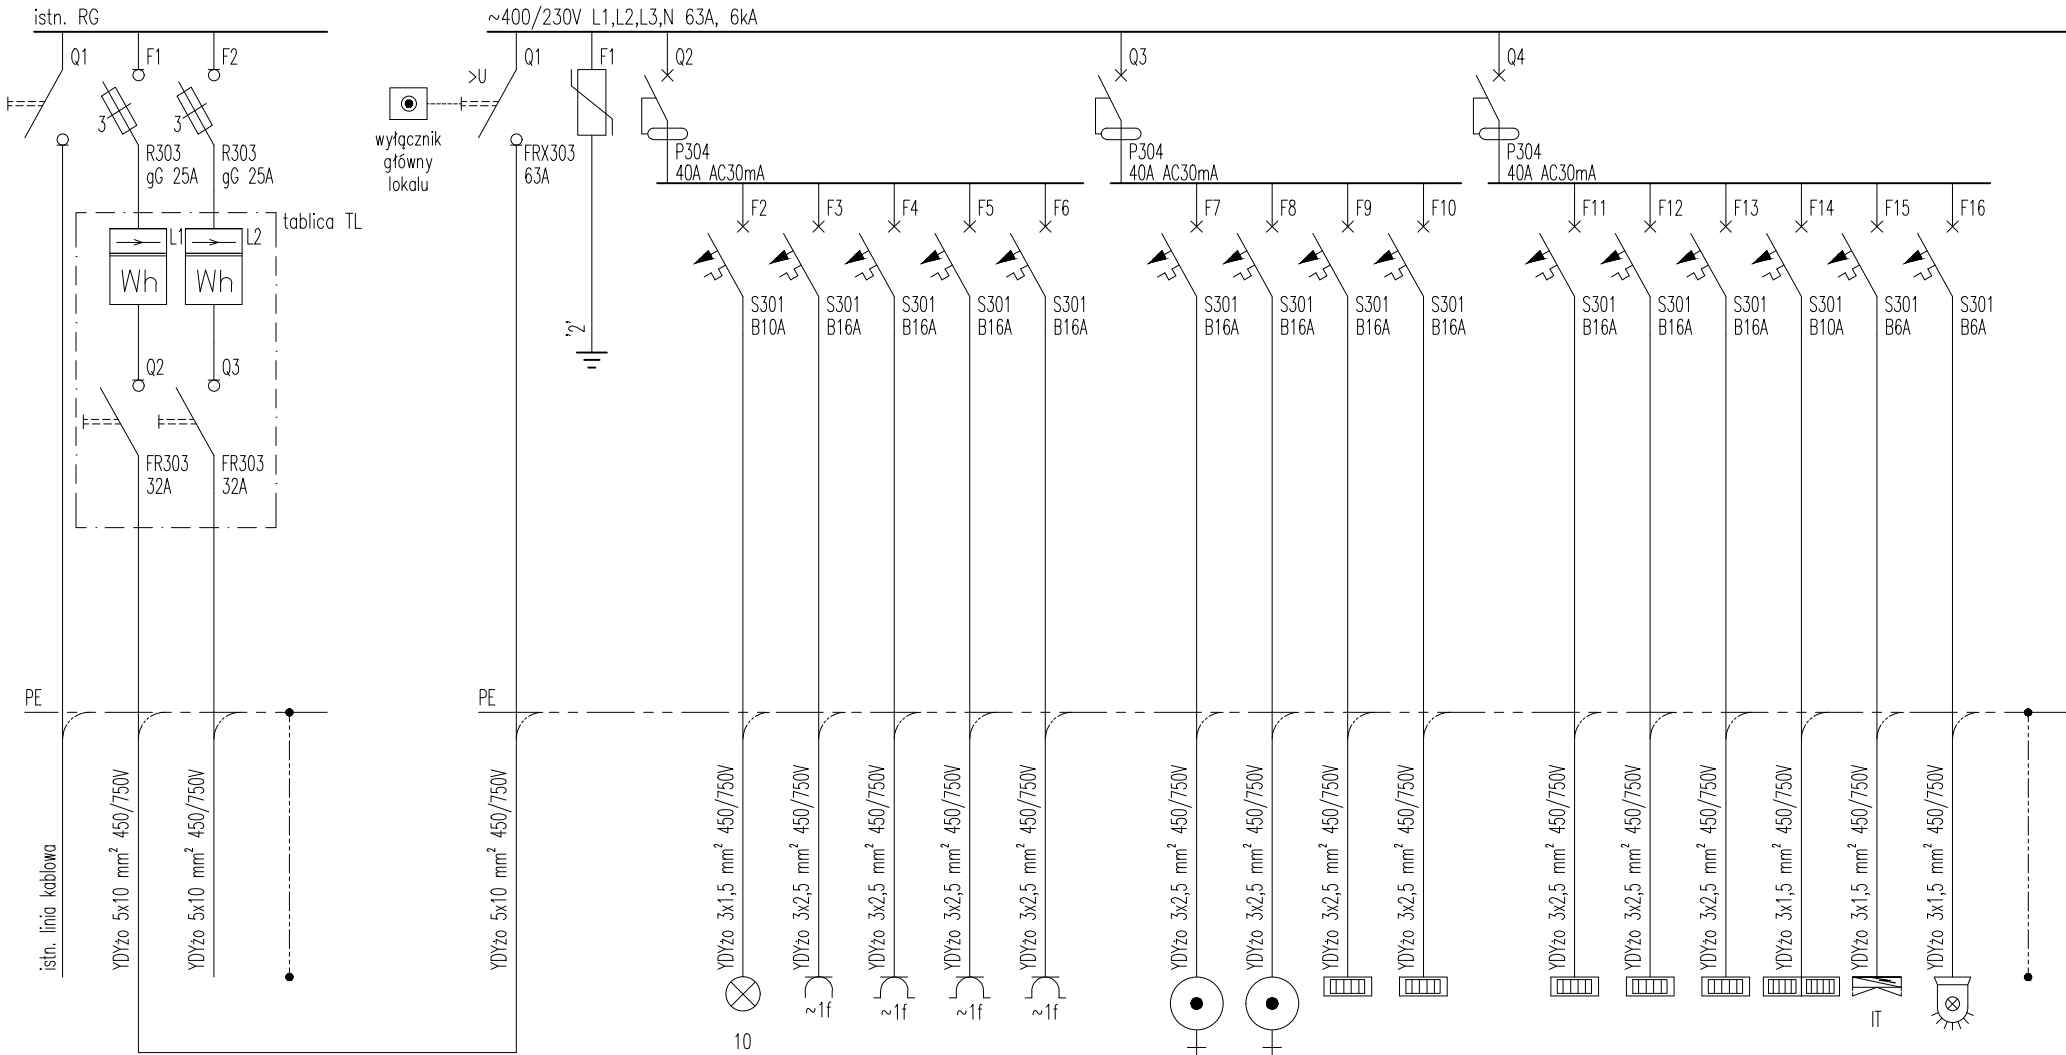 istn. RG
~400/230V L1,L2,L3,N 63A, 6kA
Q1
F1
F2
3
3
R303
gG 25A
R303
gG 25A
tablica TL
L1
L2
Wh
Wh
Q2
Q3
FR303
32A
FR303
32A
wyłącznik
główny
lokalu
>U
Q1
FRX303
63A
F1
'2'
Q2
P304
40A AC30mA
Q3
P304
40A AC30mA
Q4
P304
40A AC30mA
F2
F3
F4
F5
F6
F7
F8
F9
F10
F11
F12
F13
F14
F15
F16
S301
B10A
S301
B16A
S301
B16A
S301
B16A
S301
B16A
S301
B16A
S301
B16A
S301
B16A
S301
B16A
S301
B16A
S301
B16A
S301
B16A
S301
B10A
S301
B6A
S301
B6A
PE
PE
istn. linia kablowa
YDYżo 5x10 mm² 450/750V
YDYżo 5x10 mm² 450/750V
YDYżo 5x10 mm² 450/750V
YDYżo 3x1,5 mm² 450/750V
YDYżo 3x2,5 mm² 450/750V
YDYżo 3x2,5 mm² 450/750V
YDYżo 3x2,5 mm² 450/750V
YDYżo 3x2,5 mm² 450/750V
YDYżo 3x2,5 mm² 450/750V
YDYżo 3x2,5 mm² 450/750V
YDYżo 3x2,5 mm² 450/750V
YDYżo 3x2,5 mm² 450/750V
YDYżo 3x2,5 mm² 450/750V
YDYżo 3x2,5 mm² 450/750V
YDYżo 3x2,5 mm² 450/750V
YDYżo 3x1,5 mm² 450/750V
YDYżo 3x1,5 mm² 450/750V
YDYżo 3x1,5 mm² 450/750V
~1f
~1f
~1f
~1f
IT
10